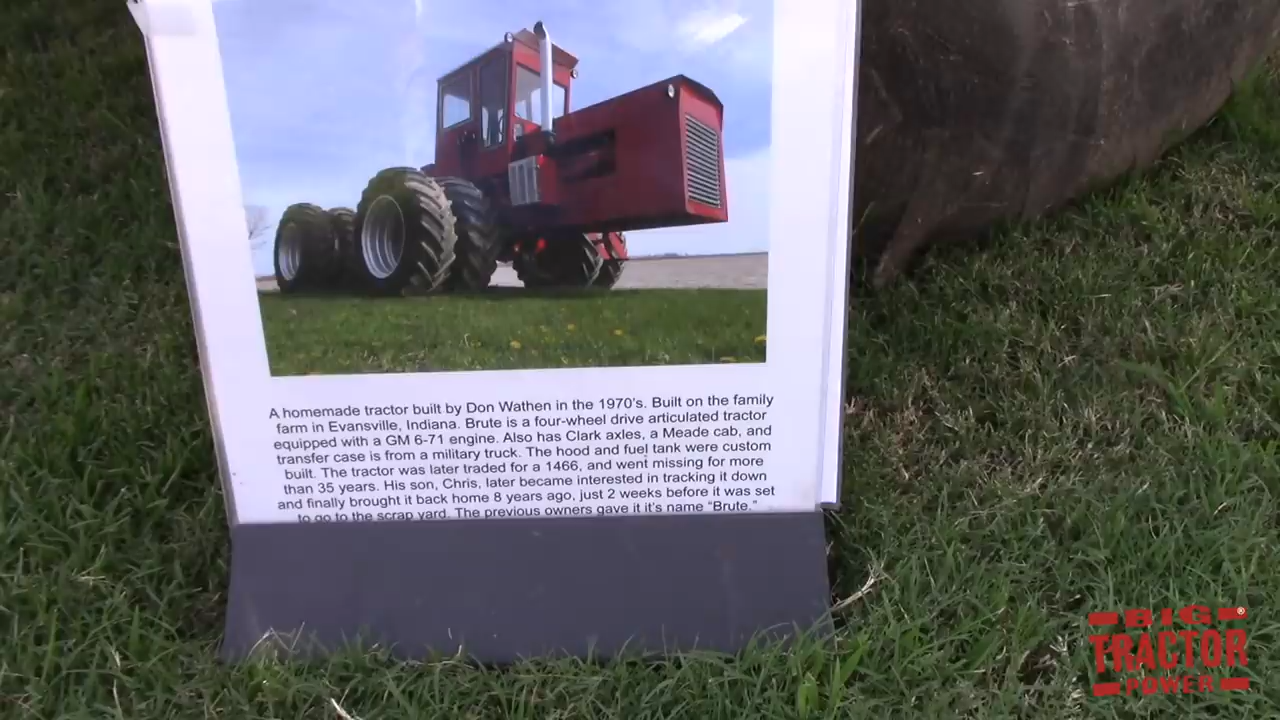 A homemade tractor built by Don Wathen in the 1970's. Built on the family
farm in Evansville, Indiana. Brute is a four-wheel drive articulated tractor
equipped with a GM 6-71 engine. Also has Clark axles, a Meade cab, and
transfer case is from a military truck. The hood and fuel tank were custom
built. The tractor was later traded for a 1466, and went missing for more
than 35 years. His son, Chris, later became interested in tracking it down
and finally brought it back home 8 years ago, just 2 weeks before it was set
to go to the scrap yard. The previous owners gave it it's name "Brute."
BIG®
TRACTOR
POWER